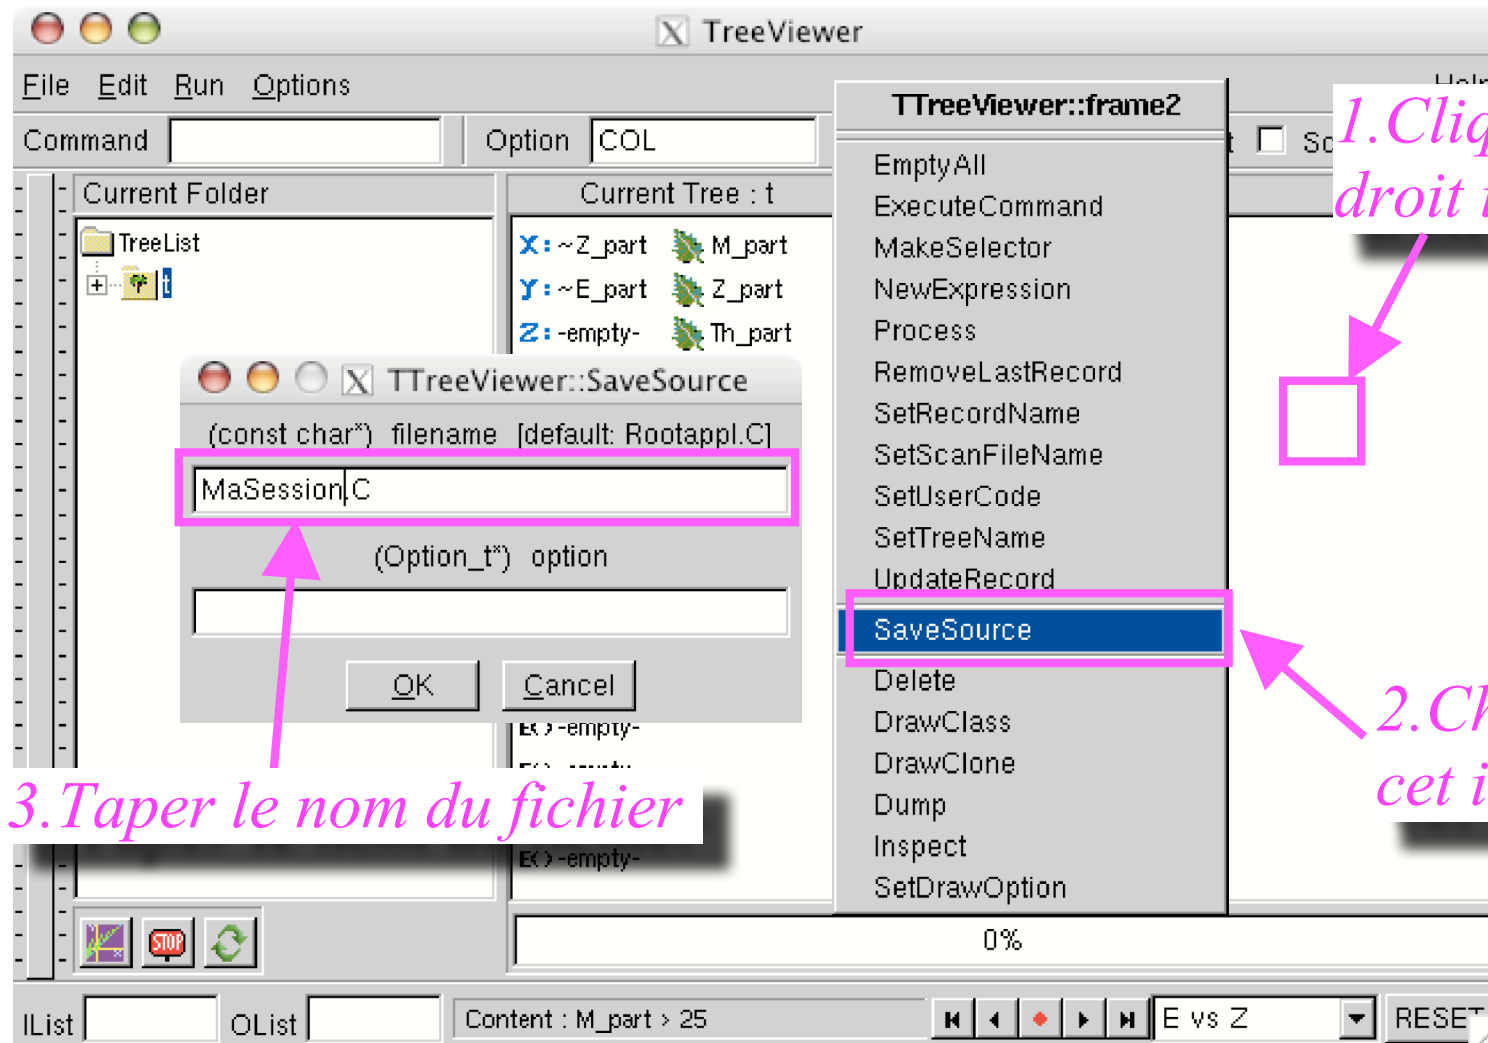 TreeViewer
File Edit Run Options
Command Option COL
TTreeViewer::frame2
1.Cliq
droit
EmptyAll
ExecuteCommand
MakeSelector
NewExpression
Process
RemoveLastRecord
SetRecordName
SetScanFileName
SetUserCode
SetTreeName
UpdateRecord
SaveSource
Delete
DrawClass
DrawClone
Dump
Inspect
SetDrawOption
Current Folder
TreeList
t
Current Tree : t
X: ~Z_part M_part
Y: ~E_part Z_part
Z: -empty- Th_part
TTreeViewer::SaveSource
(const char*) filename [default: Rootappl.C]
MaSession.C
(Option_t*) option
OK Cancel
E() -empty-
2.Ch
cet i
3.Taper le nom du fichier
E() -empty-
STOP
0%
IList OList Content : M_part > 25 E vs Z RESET